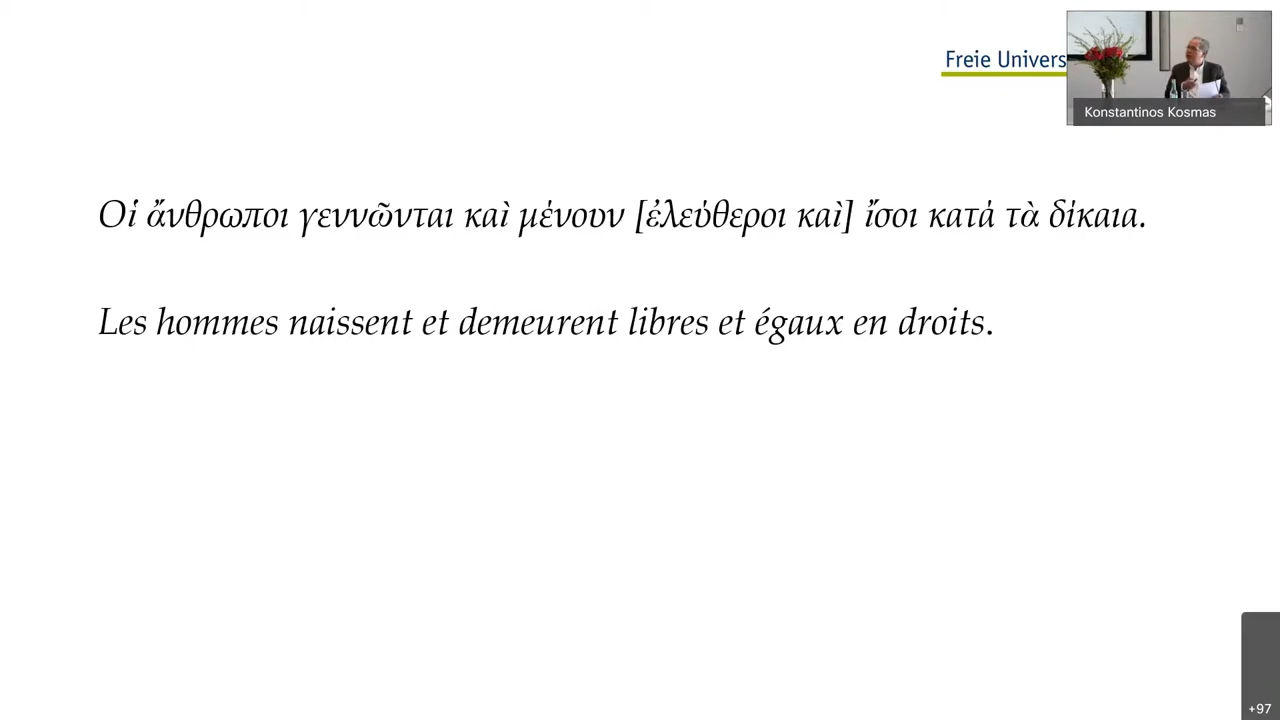 Freie Univers
Konstantinos Kosmas
Οἱ ἄνθρωποι γεννῶνται καὶ μένουν [ἐλεύθεροι καὶ] ἴσοι κατά τὰ δίκαια.
Les hommes naissent et demeurent libres et égaux en droits.
+97